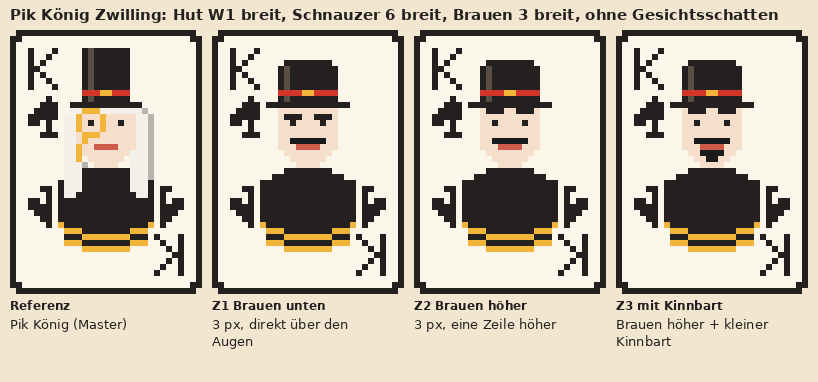 Pik König Zwilling: Hut W1 breit, Schnauzer 6 breit, Brauen 3 breit, ohne Gesichtsschatten
K
K
K
K
K
K
K
K
Referenz
Pik König (Master)
Z1 Brauen unten
3 px, direkt über den
Augen
Z2 Brauen höher
3 px, eine Zeile höher
Z3 mit Kinnbart
Brauen höher + kleiner
Kinnbart